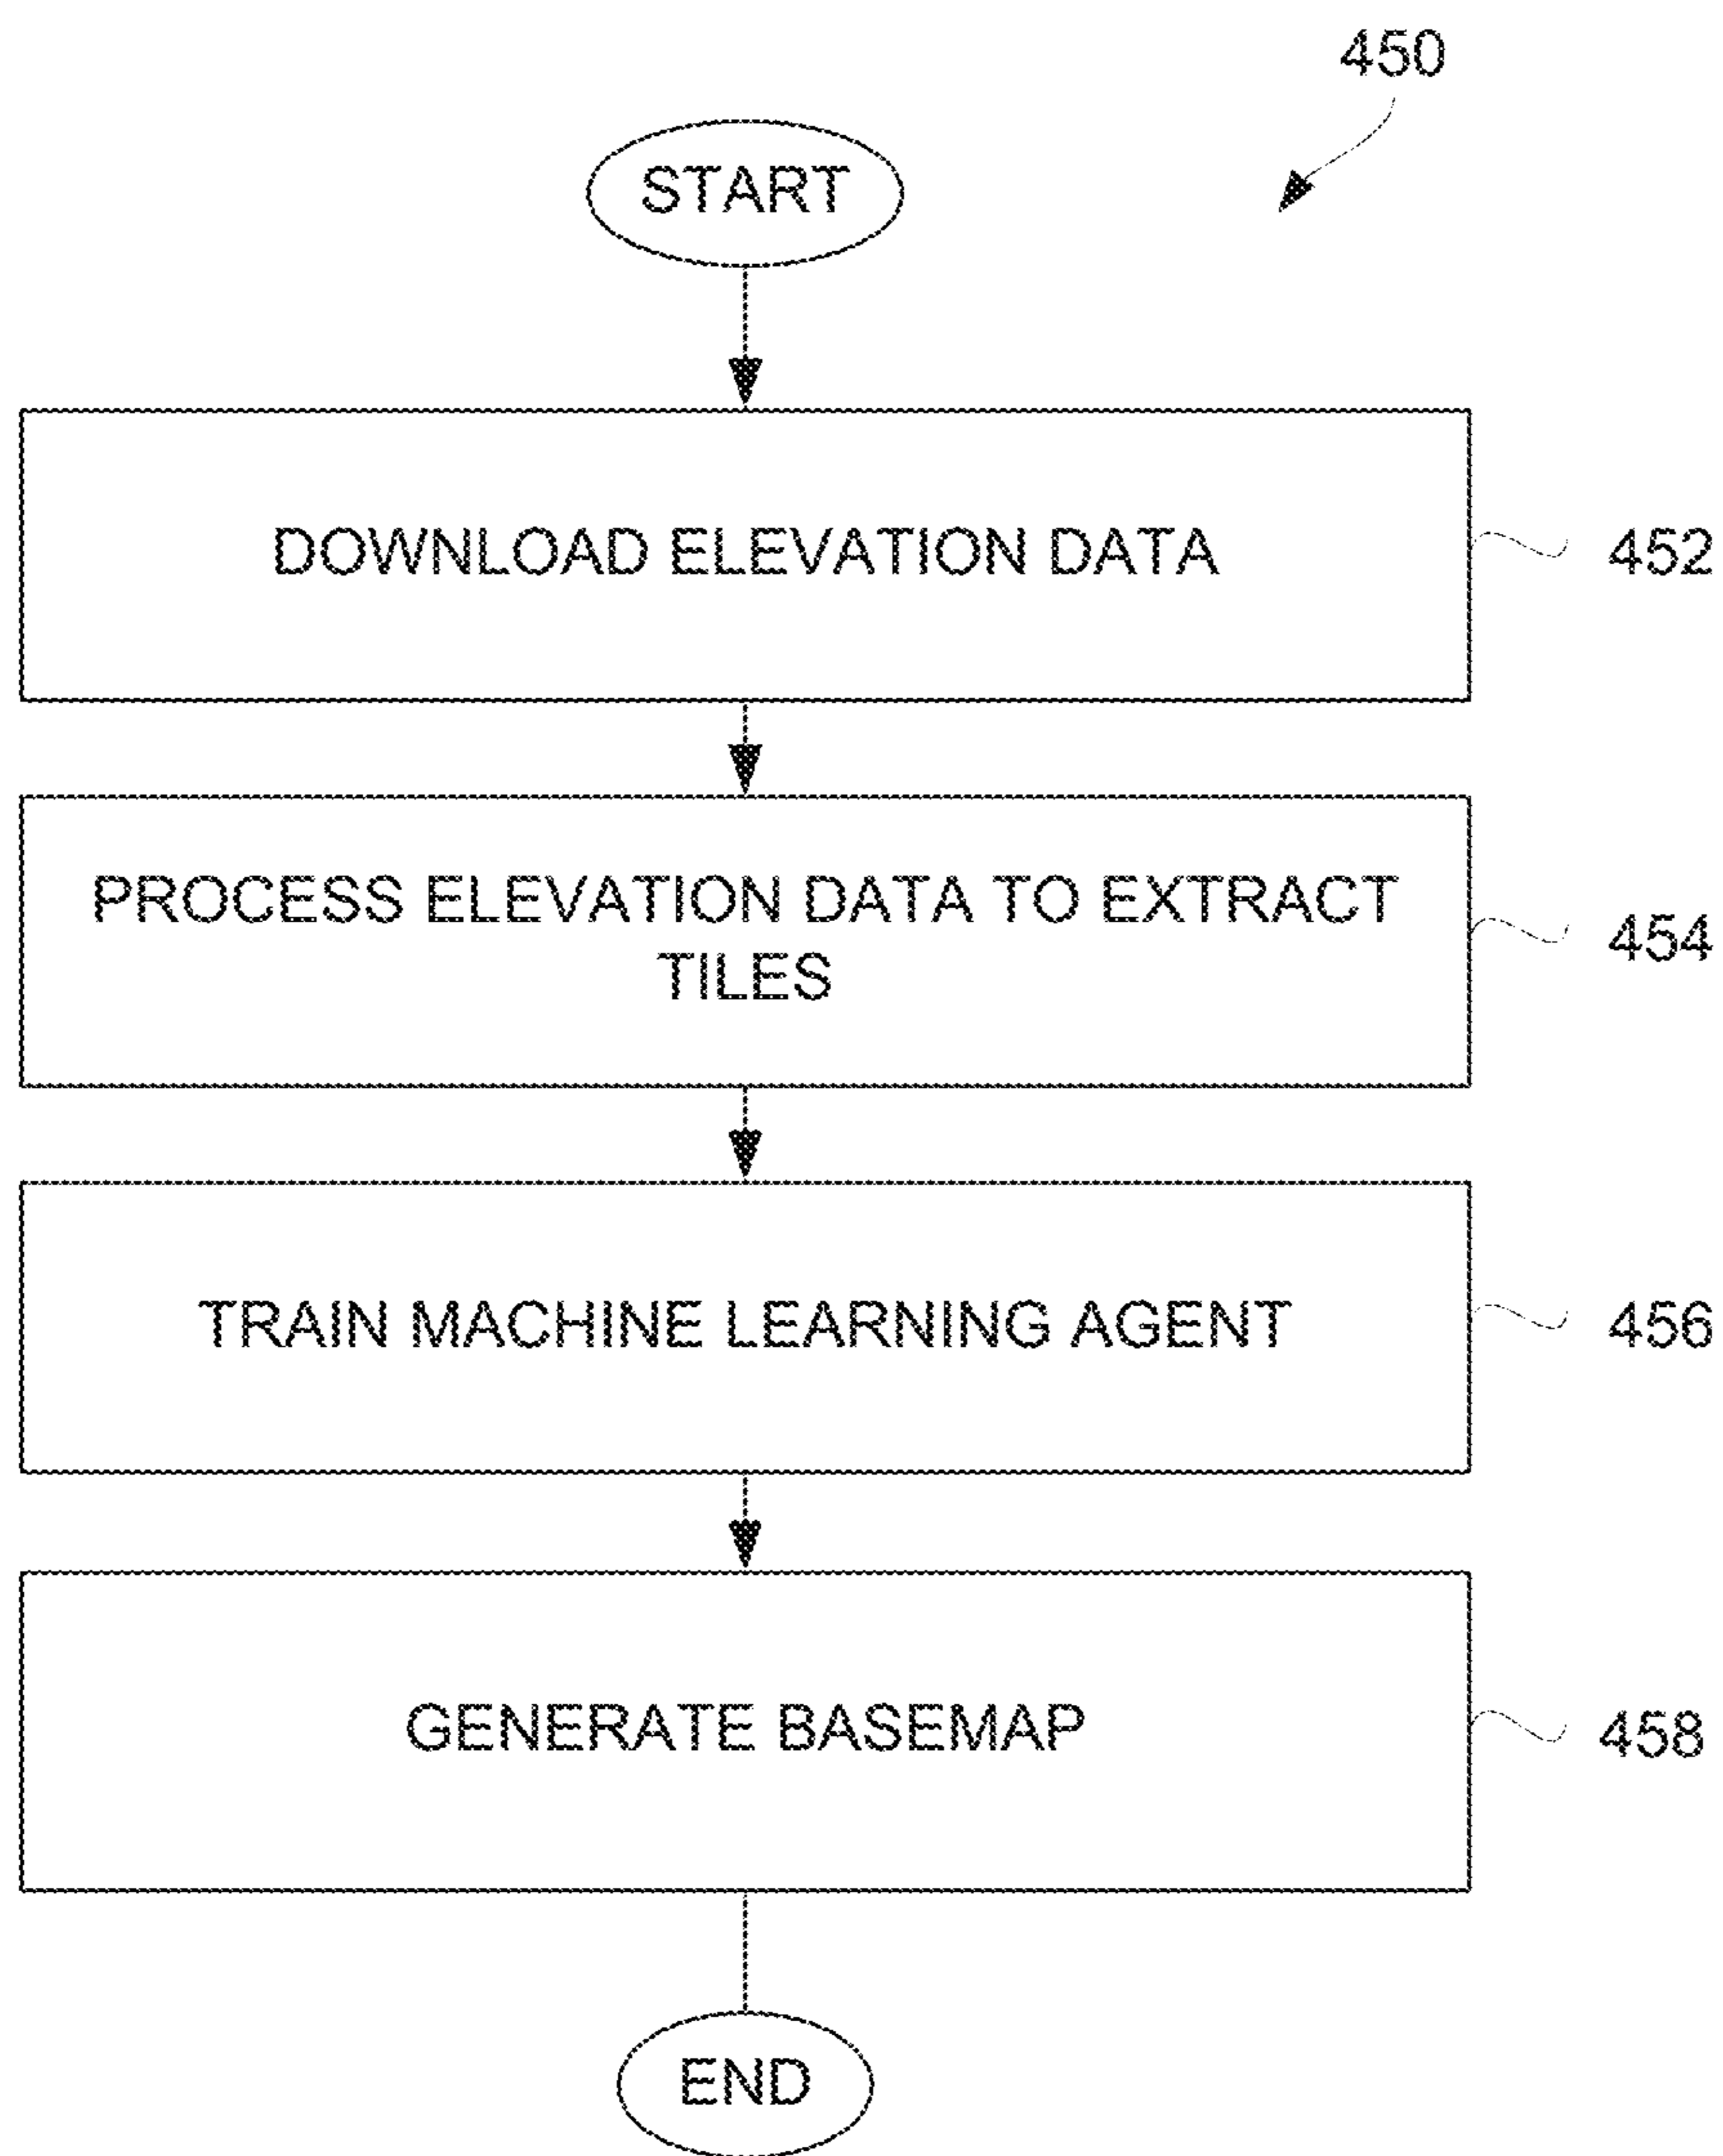 450
START
DOWNLOAD ELEVATION DATA
452
PROCESS ELEVATION DATA TO EXTRACT
TILES
454
TRAIN MACHINE LEARNING AGENT
456
GENERATE BASEMAP
458
END